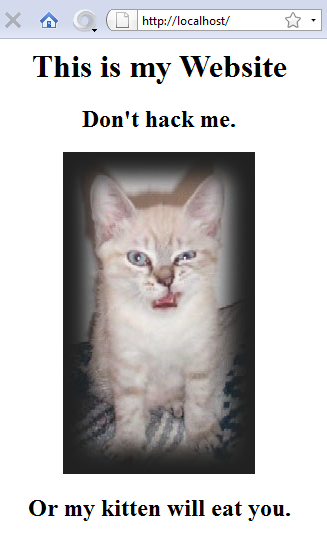 http://localhost/
This is my Website
Don't hack me.
Or my kitten will eat you.